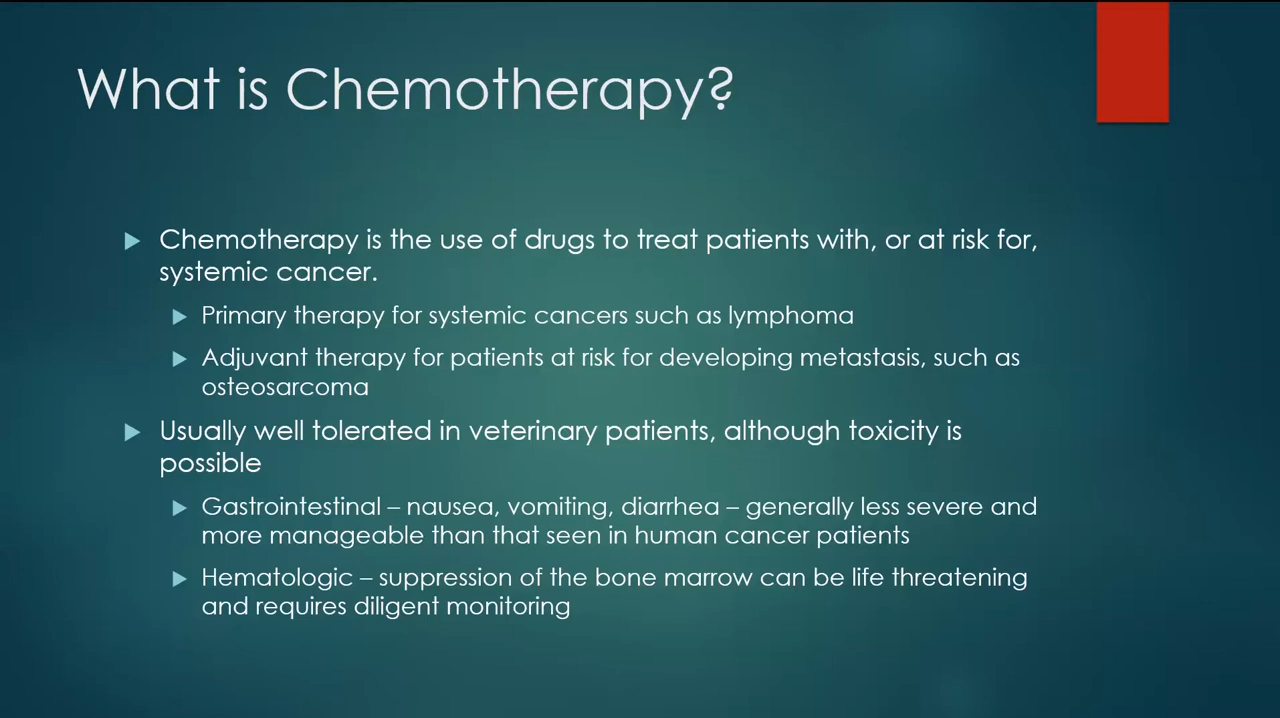 What is Chemotherapy?
Chemotherapy is the use of drugs to treat patients with, or at risk for,
systemic cancer.
Primary therapy for systemic cancers such as lymphoma
Adjuvant therapy for patients at risk for developing metastasis, such as
osteosarcoma
Usually well tolerated in veterinary patients, although toxicity is
possible
Gastrointestinal – nausea, vomiting, diarrhea – generally less severe and
more manageable than that seen in human cancer patients
Hematologic – suppression of the bone marrow can be life threatening
and requires diligent monitoring